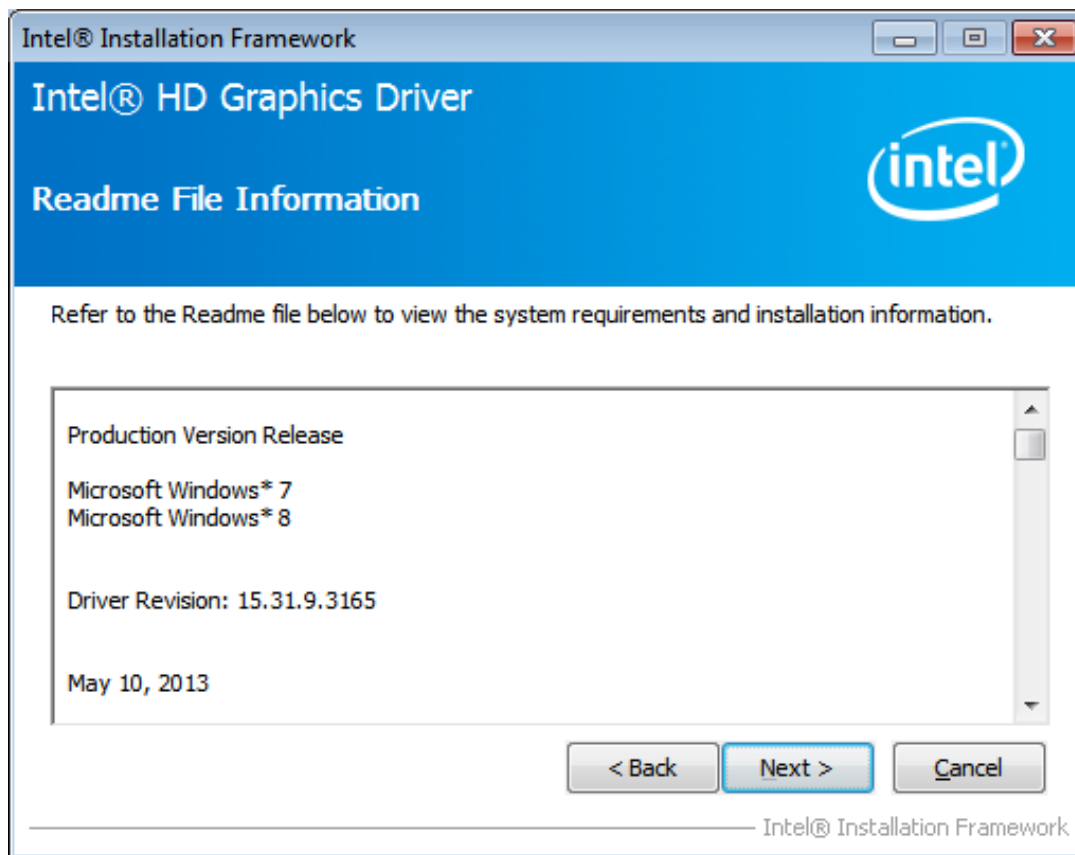 Intel® Installation Framework
Intel® HD Graphics Driver
intel®
Readme File Information
Refer to the Readme file below to view the system requirements and installation information.
Production Version Release
Microsoft Windows* 7
Microsoft Windows* 8
Driver Revision: 15.31.9.3165
May 10, 2013
< Back Next > Cancel
Intel® Installation Framework